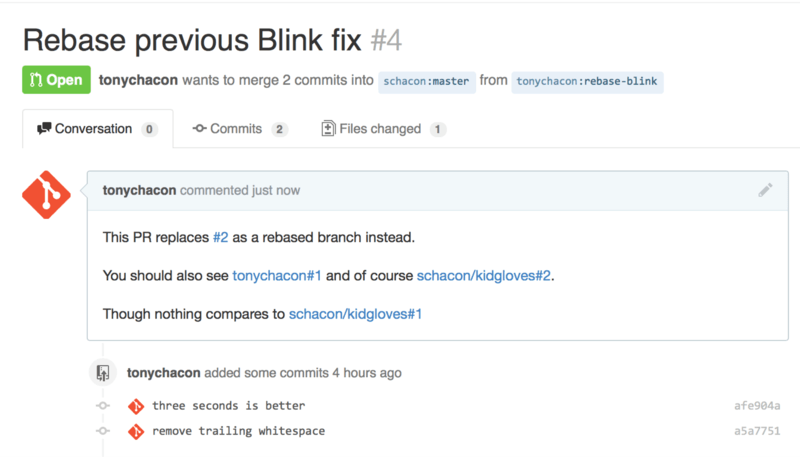 Rebase previous Blink fix #4
Open tonychacon wants to merge 2 commits into schacon:master from tonychacon:rebase-blink
Conversation 0 Commits 2 Files changed 1
tonychacon commented just now
This PR replaces #2 as a rebased branch instead.
You should also see tonychacon#1 and of course schacon/kidgloves#2.
Though nothing compares to schacon/kidgloves#1
tonychacon added some commits 4 hours ago
three seconds is better afe904a
remove trailing whitespace a5a7751